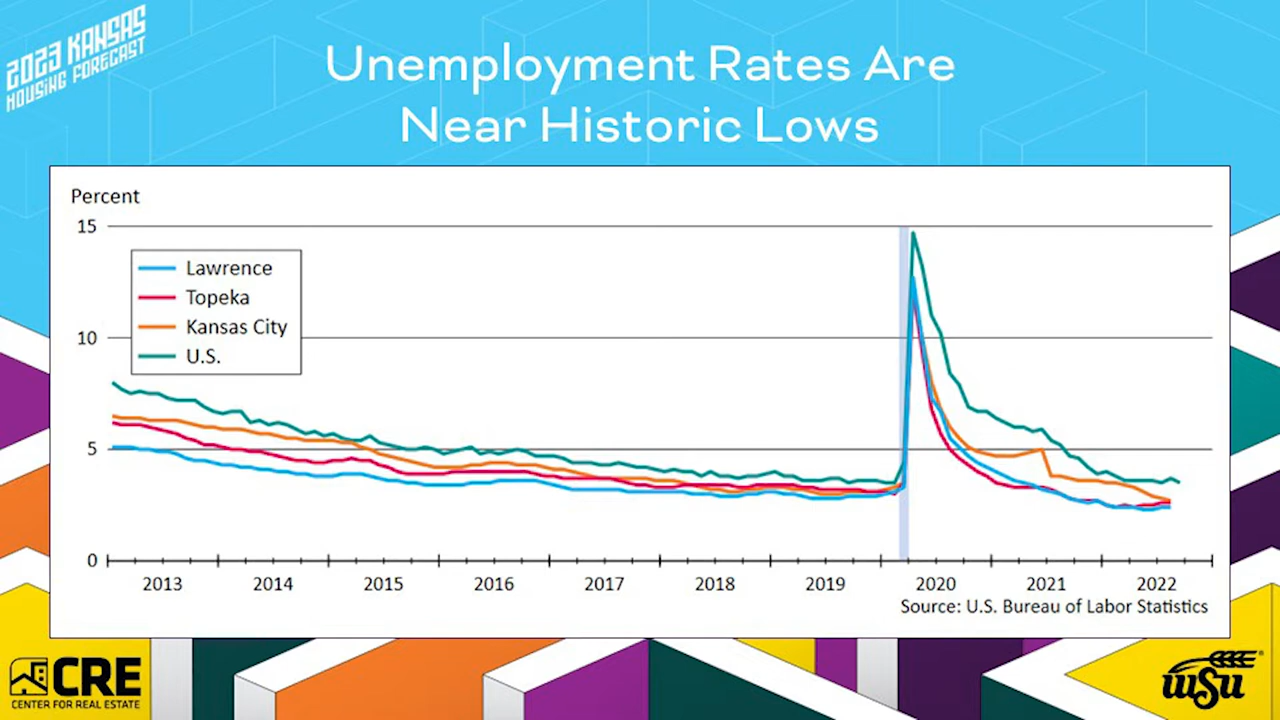 2023 KANSAS
HOUSING FORECAST
Unemployment Rates Are
Near Historic Lows
Percent
15
Lawrence
Topeka
Kansas City
U.S.
10
5
0
2013 2014 2015 2016 2017 2018 2019 2020 2021 2022
Source: U.S. Bureau of Labor Statistics
CRE
CENTER FOR REAL ESTATE
WSU
®